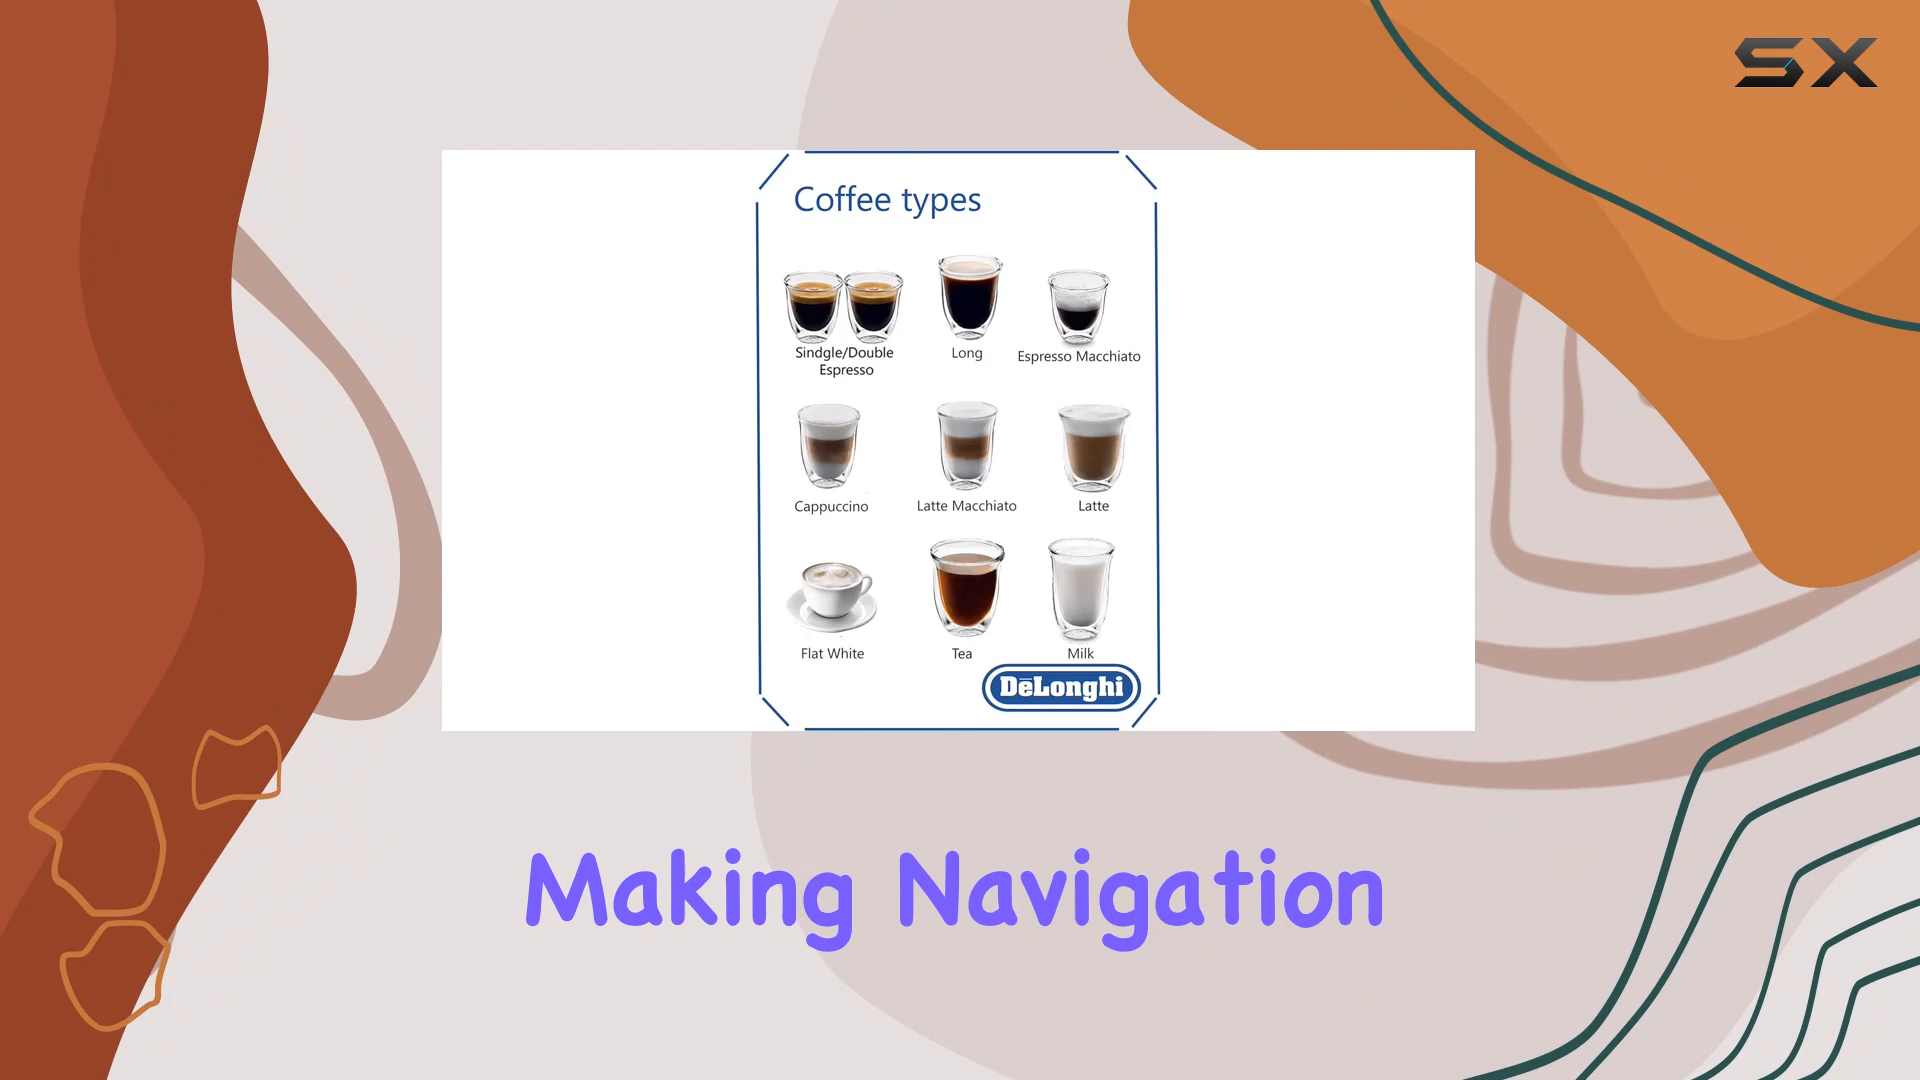 SX
Coffee types
Sindgle/Double
Espresso
Long
Espresso Macchiato
Cappuccino
Latte Macchiato
Latte
Flat White
Tea
Milk
DēLonghi
Making Navigation